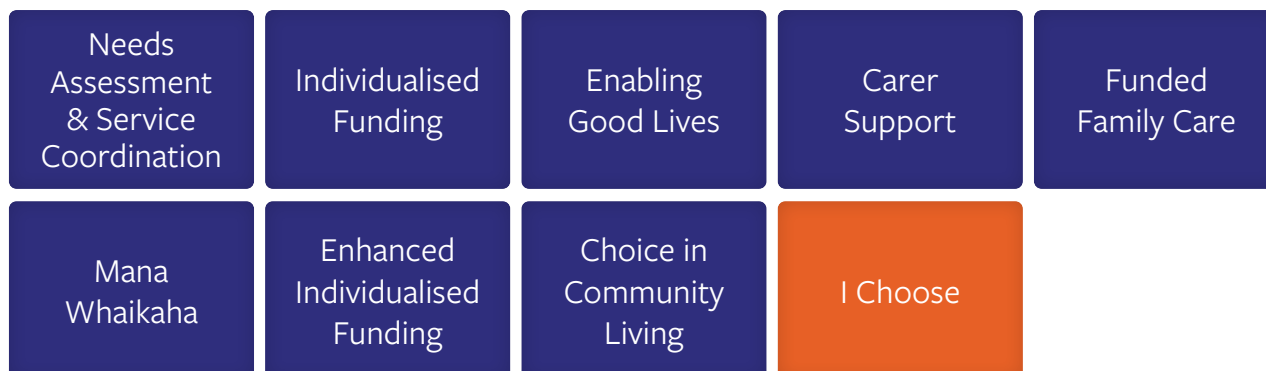 Needs
Assessment
& Service
Coordination
Individualised
Funding
Enabling
Good Lives
Carer
Support
Funded
Family Care
Mana
Whaikaha
Enhanced
Individualised
Funding
Choice in
Community
Living
I Choose